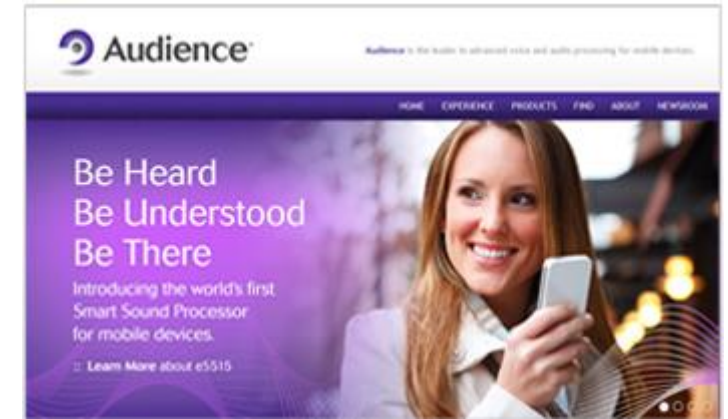 Audience
Audience is the leader in advanced voice and audio processing for mobile devices.
HOME EXPERIENCE PRODUCTS FIND ABOUT NEWSROOM
Be Heard
Be Understood
Be There
Introducing the world's first
Smart Sound Processor
for mobile devices.
:: Learn More about eS515